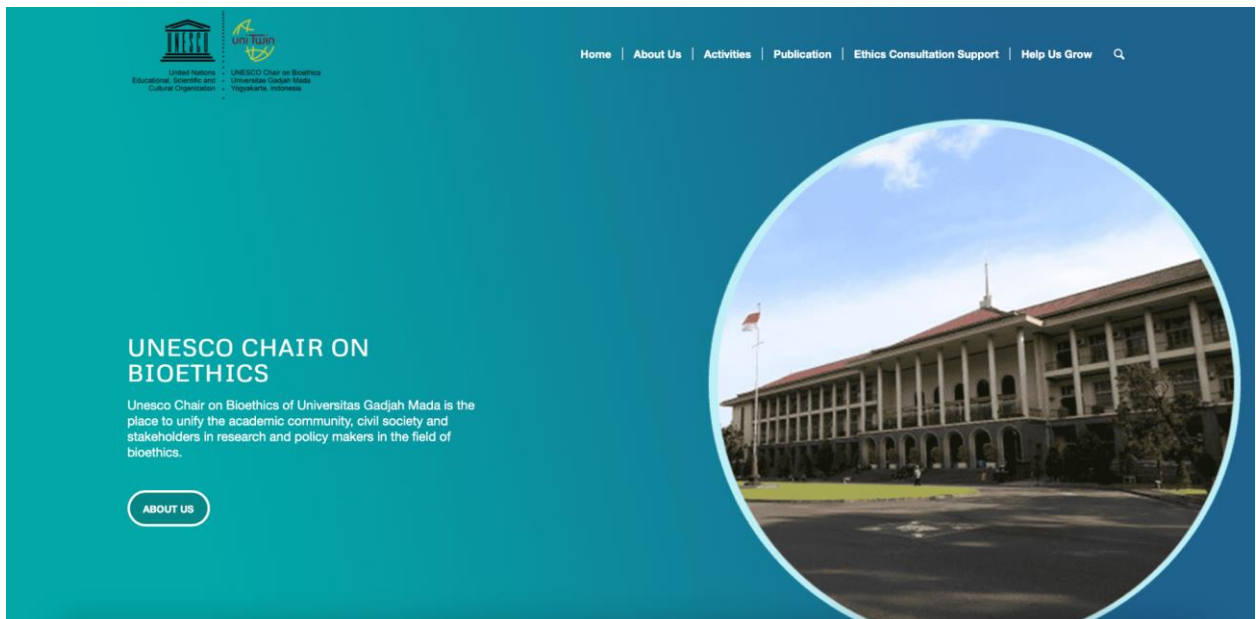 UNESCO
uniTwin
United Nations
Educational, Scientific and
Cultural Organization
UNESCO Chair on Bioethics
Universitas Gadjah Mada
Yogyakarta, Indonesia
Home | About Us | Activities | Publication | Ethics Consultation Support | Help Us Grow
UNESCO CHAIR ON
BIOETHICS
Unesco Chair on Bioethics of Universitas Gadjah Mada is the
place to unify the academic community, civil society and
stakeholders in research and policy makers in the field of
bioethics.
ABOUT US